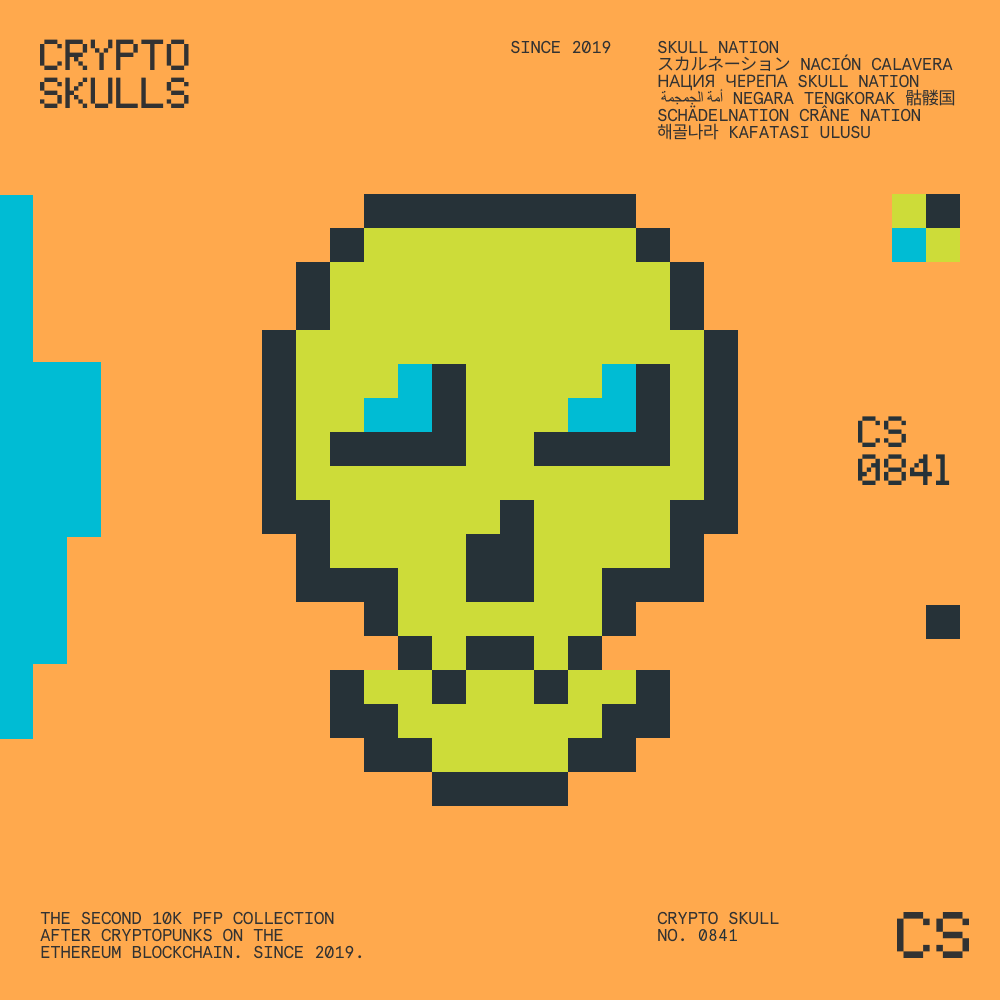 CRYPTO
SKULLS
SINCE 2019
SKULL NATION
スカルネーション NACIÓN CALAVERA
НАЦИЯ ЧЕРЕПА SKULL NATION
أمة الجمجمة NEGARA TENGKORAK 骷髅国
SCHÄDELNATION CRÂNE NATION
해골나라 KAFATASI ULUSU
CS
0841
THE SECOND 10K PFP COLLECTION
AFTER CRYPTOPUNKS ON THE
ETHEREUM BLOCKCHAIN. SINCE 2019.
CRYPTO SKULL
NO. 0841
CS